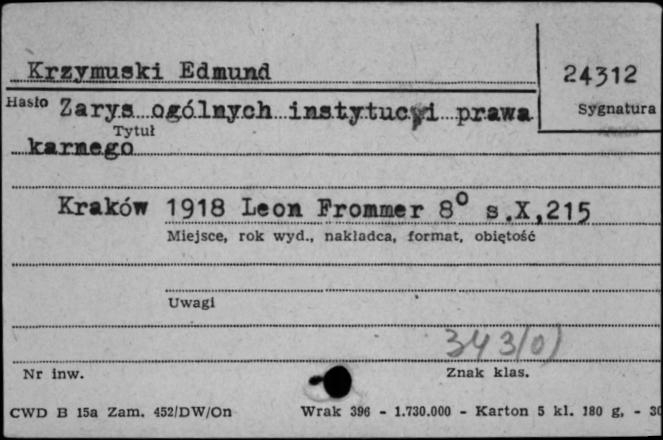 Krzymuski Edmund
24312
Hasło Zarys ogólnych instytucyi prawa
Sygnatura
Tytuł
karnego
Kraków 1918 Leon Frommer 8° s.X,215
Miejsce, rok wyd., nakładca, format, objętość
Uwagi
343(0)
Nr inw.
Znak klas.
CWD B 15a Zam. 452/DW/On Wrak 396 - 1.730.000 - Karton 5 kl. 180 g, - 30